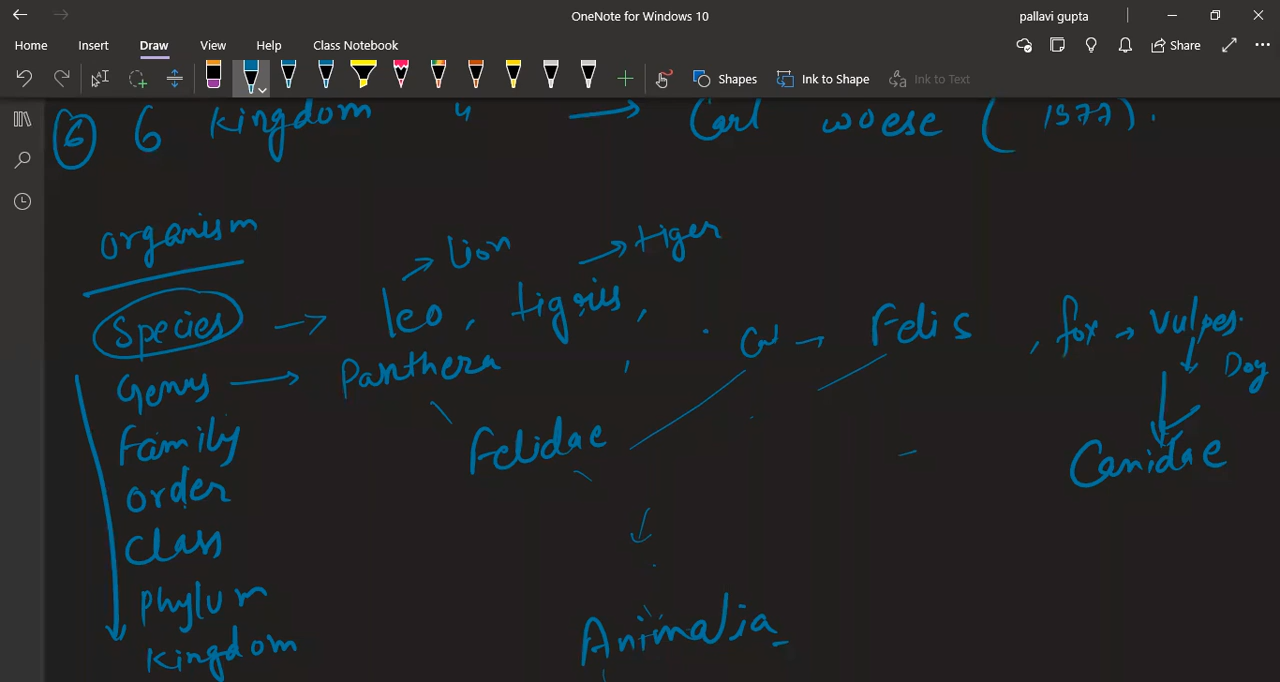 OneNote for Windows 10
pallavi gupta
Home Insert Draw View Help Class Notebook
Share
Shapes Ink to Shape Ink to Text
6 6 kingdom " → Carl woese (1977).
organism
→ Lion → tiger
Species → leo, tigris,
Genus → Panthera
Cat → Felis, fox → Vulpes.
Dog
Family
Felidae
Canidae
order
Class
Phylum
Animalia
Kingdom